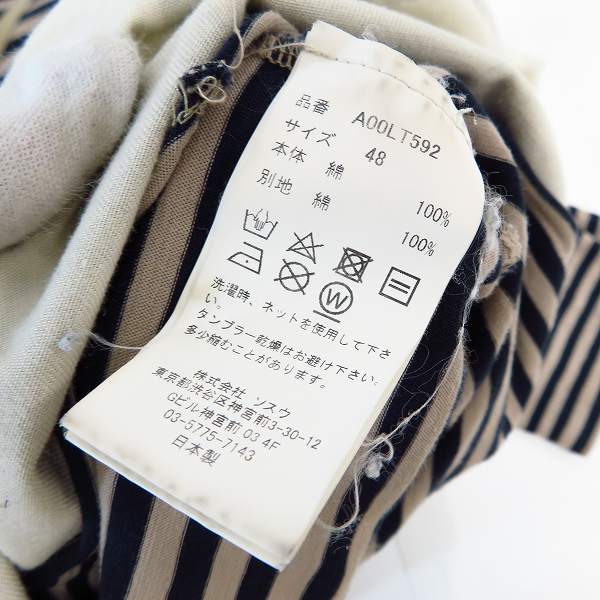 品番 A00LT592
サイズ 48
本体 綿 100%
別地 綿 100%
W
洗濯時、ネットを使用して下さ
い。
タンブラー乾燥はお避け下さい。
多少縮むことがあります。
株式会社 ソスウ
東京都渋谷区神宮前3-30-12
Gビル神宮前 03 4F
03-5775-7143
日本製